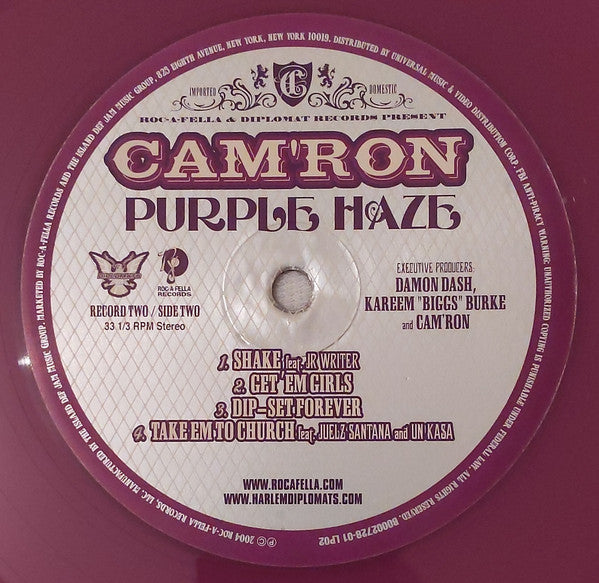 MANUFACTURED BY THE ISLAND DEF JAM MUSIC GROUP. MARKETED BY ROC-A-FELLA RECORDS AND THE ISLAND DEF JAM MUSIC GROUP, 825 EIGHTH AVENUE, NEW YORK, NEW YORK 10019. DISTRIBUTED BY UNIVERSAL MUSIC & VIDEO DISTRIBUTION CORP. FBI ANTI-PIRACY WARNING: UNAUTHORIZED COPYING IS PUNISHABLE UNDER FEDERAL LAW. ALL RIGHTS RESERVED. B0002728-01 LP02
℗© 2004 ROC-A-FELLA RECORDS, LLC.
IMPORTED
C
DOMESTIC
ROC-A-FELLA & DIPLOMAT RECORDS PRESENT
CAM'RON
PURPLE HAZE
ROC-A-FELLA
RECORDS
RECORD TWO / SIDE TWO
33 1/3 RPM Stereo
EXECUTIVE PRODUCERS:
DAMON DASH,
KAREEM "BIGGS" BURKE
and CAM'RON
1. SHAKE feat. JR WRITER
2. GET 'EM GIRLS
3. DIP-SET FOREVER
4. TAKE EM TO CHURCH feat. JUELZ SANTANA and UN KASA
WWW.ROCAFELLA.COM
WWW.HARLEMDIPLOMATS.COM